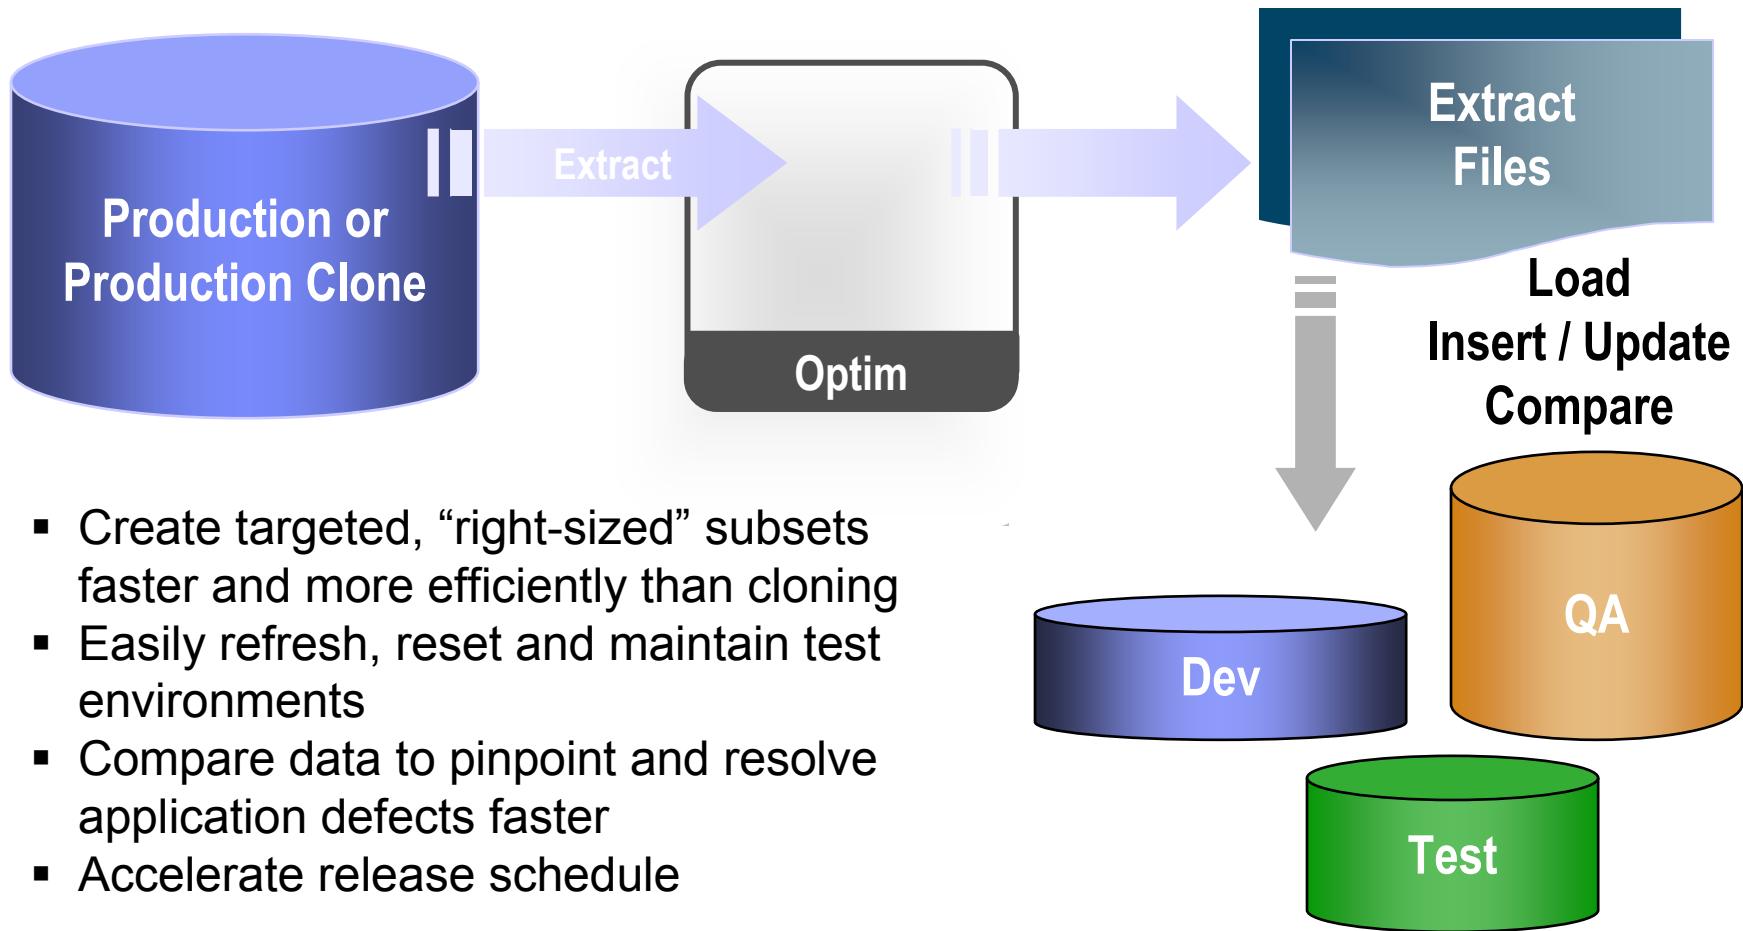 Production or
Production Clone
Extract
Optim
Extract
Files
Load
Insert / Update
Compare
▪ Create targeted, “right-sized” subsets
faster and more efficiently than cloning
▪ Easily refresh, reset and maintain test
environments
▪ Compare data to pinpoint and resolve
application defects faster
▪ Accelerate release schedule
Dev
QA
Test